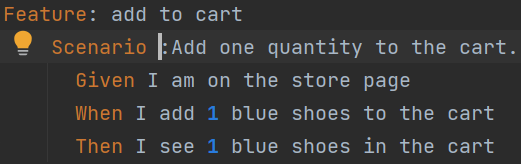 Feature: add to cart
Scenario :Add one quantity to the cart.
Given I am on the store page
When I add 1 blue shoes to the cart
Then I see 1 blue shoes in the cart